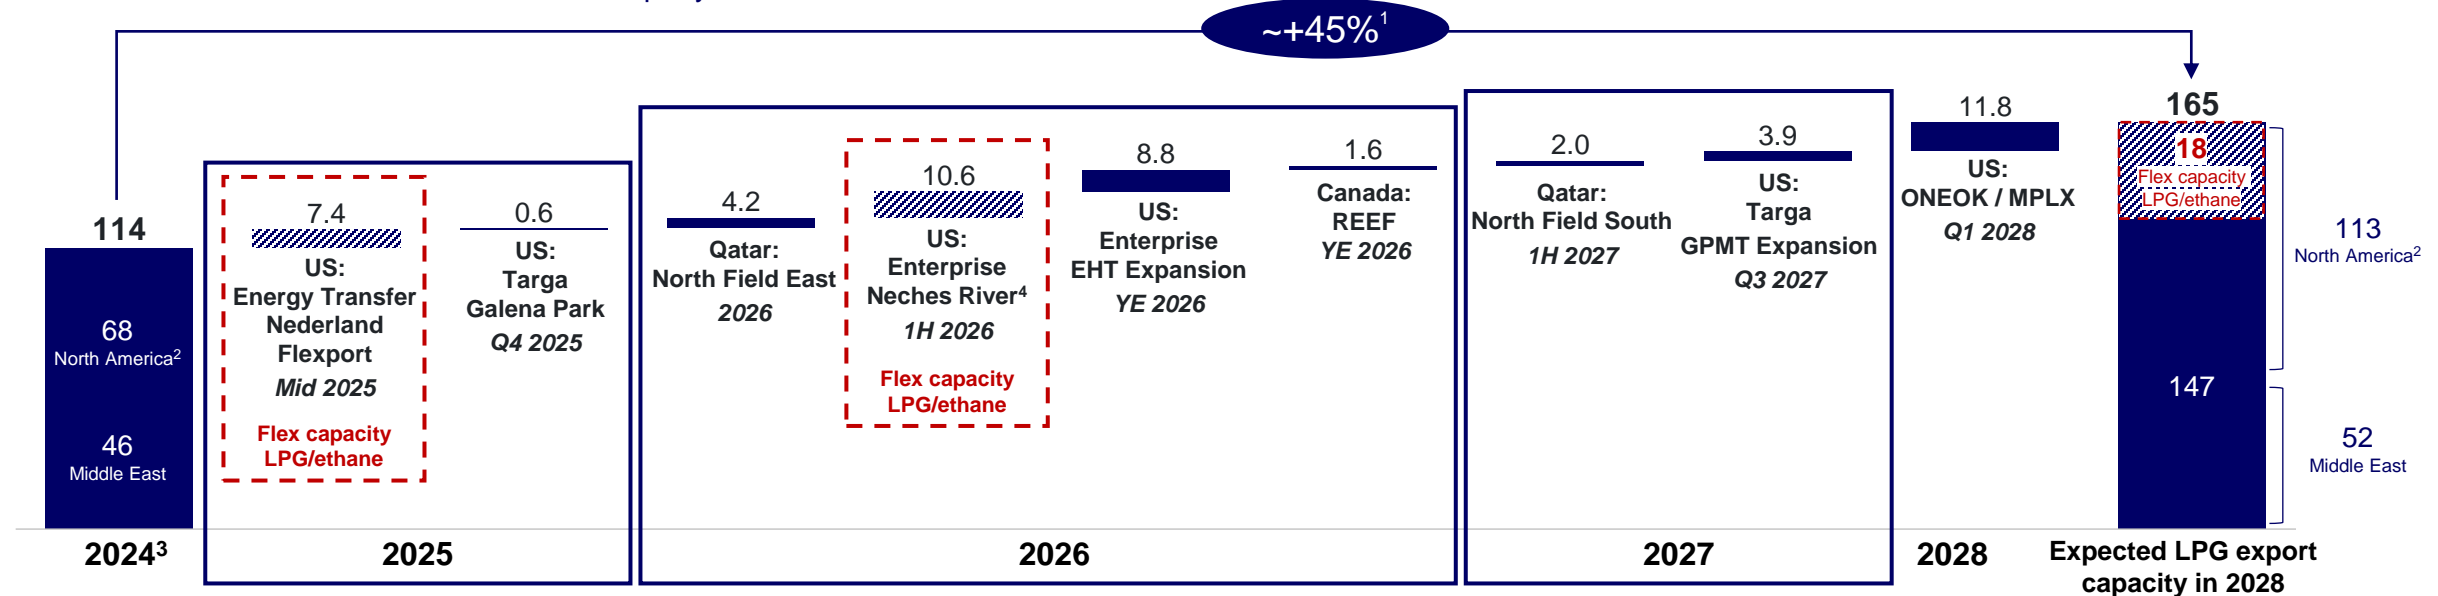 ~+45%1
114
68
North America2
46
Middle East
20243
7.4
US:
Energy Transfer
Nederland
Flexport
Mid 2025
Flex capacity
LPG/ethane
0.6
US:
Targa
Galena Park
Q4 2025
2025
4.2
Qatar:
North Field East
2026
10.6
US:
Enterprise
Neches River4
1H 2026
Flex capacity
LPG/ethane
8.8
US:
Enterprise
EHT Expansion
YE 2026
1.6
Canada:
REEF
YE 2026
2026
2.0
Qatar:
North Field South
1H 2027
3.9
US:
Targa
GPMT Expansion
Q3 2027
2027
11.8
US:
ONEOK / MPLX
Q1 2028
2028
165
18
Flex capacity
LPG/ethane
147
113
North America2
52
Middle East
Expected LPG export
capacity in 2028